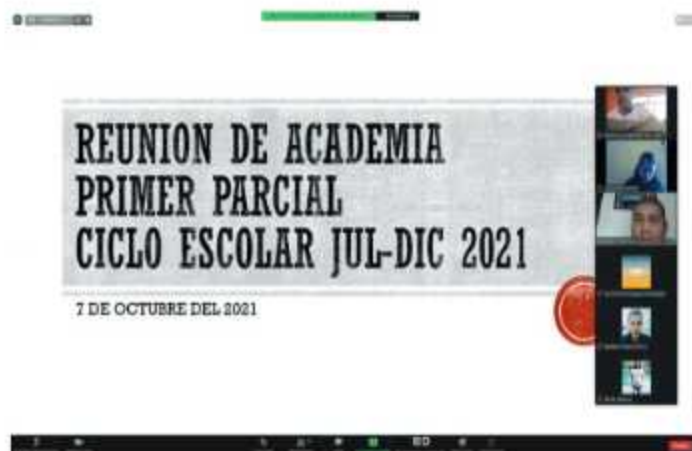 REUNION DE ACADEMIA
PRIMER PARCIAL
CICLO ESCOLAR JUL-DIC 2021
7 DE OCTUBRE DEL 2021